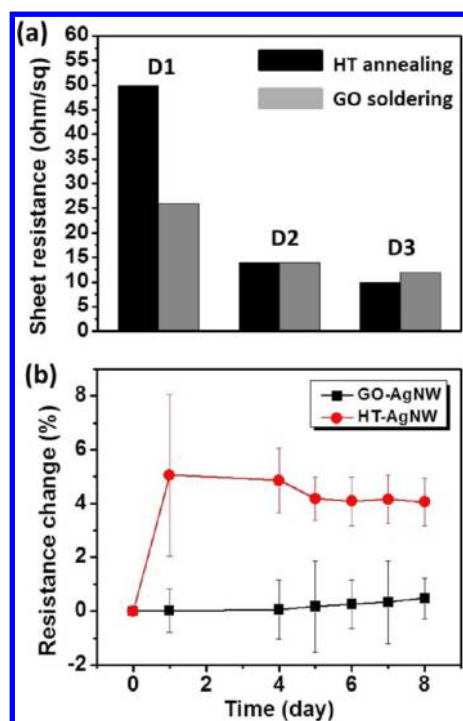 (a)
Sheet resistance (ohm/sq)
60
55
50
45
40
35
30
25
20
15
10
5
0
D1
D2
D3
HT annealing
GO soldering
(b)
Resistance change (%)
8
6
4
2
0
-2
GO-AgNW
HT-AgNW
0 2 4 6 8
Time (day)